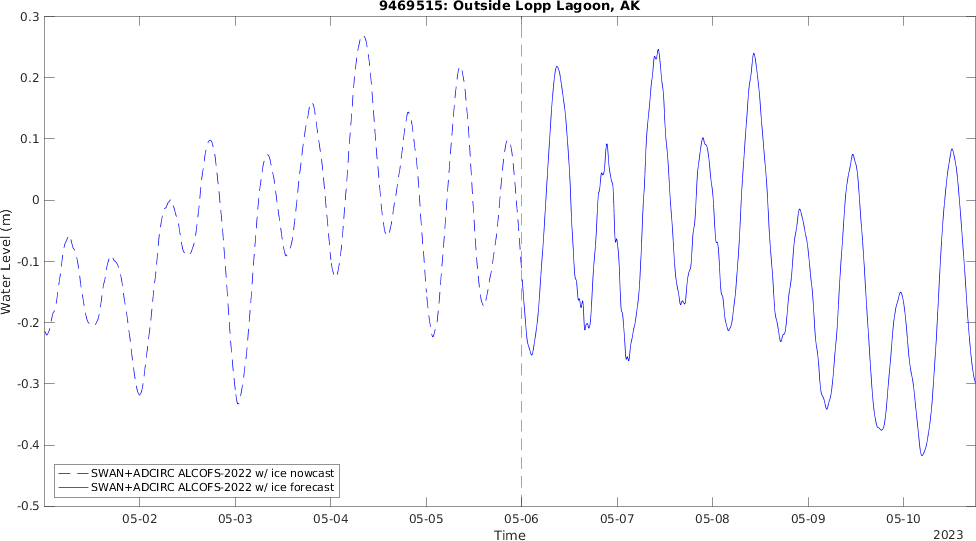 9469515: Outside Lopp Lagoon, AK
0.3
0.2
0.1
0
-0.1
-0.2
-0.3
-0.4
-0.5
Water Level (m)
SWAN+ADCIRC ALCOFS-2022 w/ ice nowcast
SWAN+ADCIRC ALCOFS-2022 w/ ice forecast
05-02 05-03 05-04 05-05 05-06 05-07 05-08 05-09 05-10
Time
2023